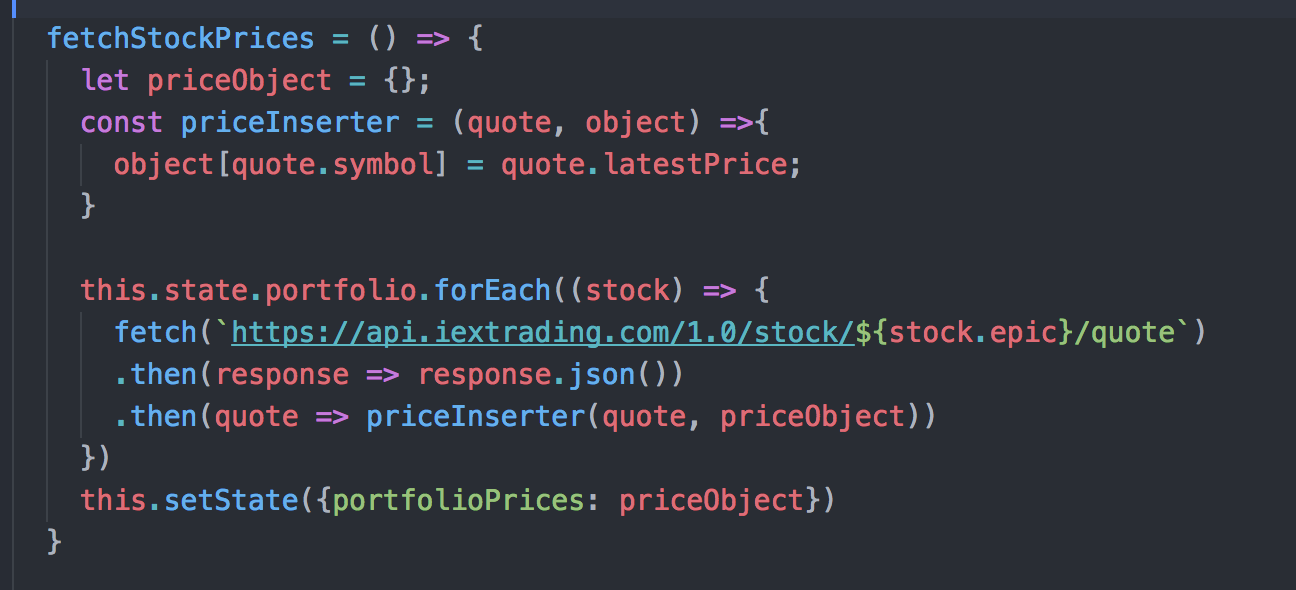 fetchStockPrices = () => {
let priceObject = {};
const priceInserter = (quote, object) =>{
object[quote.symbol] = quote.latestPrice;
}
this.state.portfolio.forEach((stock) => {
fetch(`https://api.iextrading.com/1.0/stock/${stock.epic}/quote`)
.then(response => response.json())
.then(quote => priceInserter(quote, priceObject))
})
this.setState({portfolioPrices: priceObject})
}